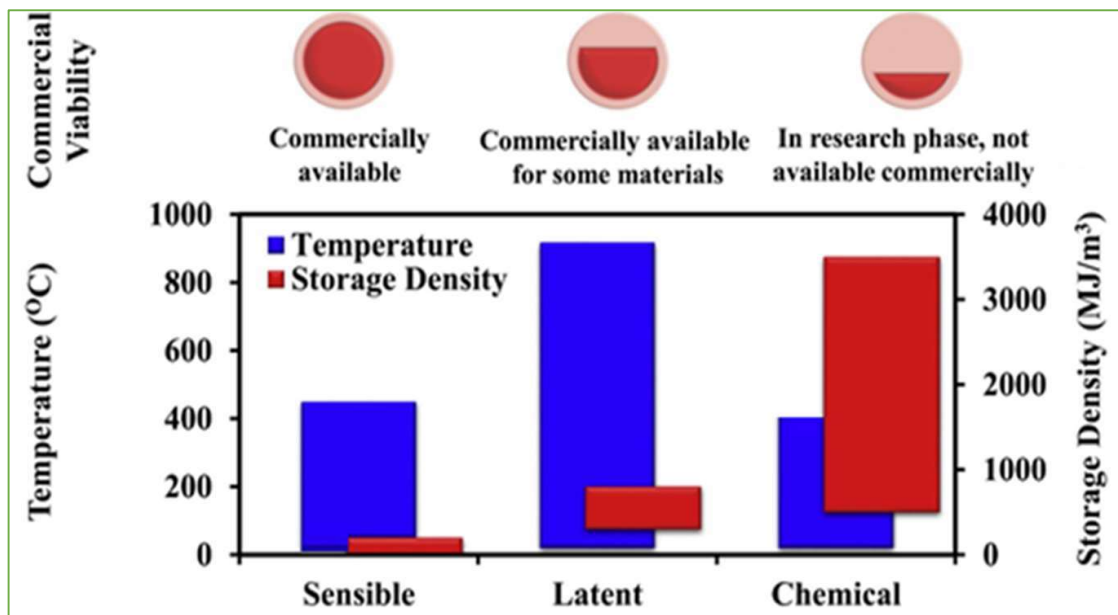 Commercial
Viability
Commercially
available
Commercially available
for some materials
In research phase, not
available commercially
Temperature (ᴼC)
1000
800
600
400
200
0
Temperature
Storage Density
4000
3000
2000
1000
0
Storage Density (MJ/m³)
Sensible
Latent
Chemical